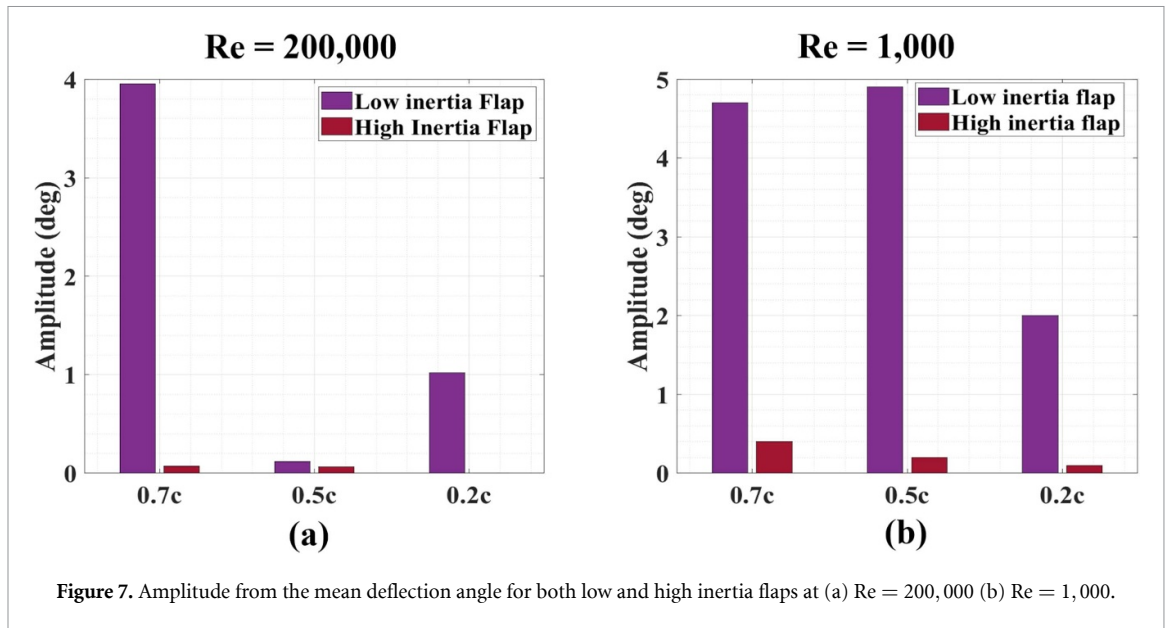 Re = 200,000
4
3
2
1
0
Amplitude (deg)
Low inertia Flap
High Inertia Flap
0.7c 0.5c 0.2c
(a)
Re = 1,000
5
4
3
2
1
0
Amplitude (deg)
Low inertia flap
High inertia flap
0.7c 0.5c 0.2c
(b)
Figure 7. Amplitude from the mean deflection angle for both low and high inertia flaps at (a) Re = 200, 000 (b) Re = 1, 000.